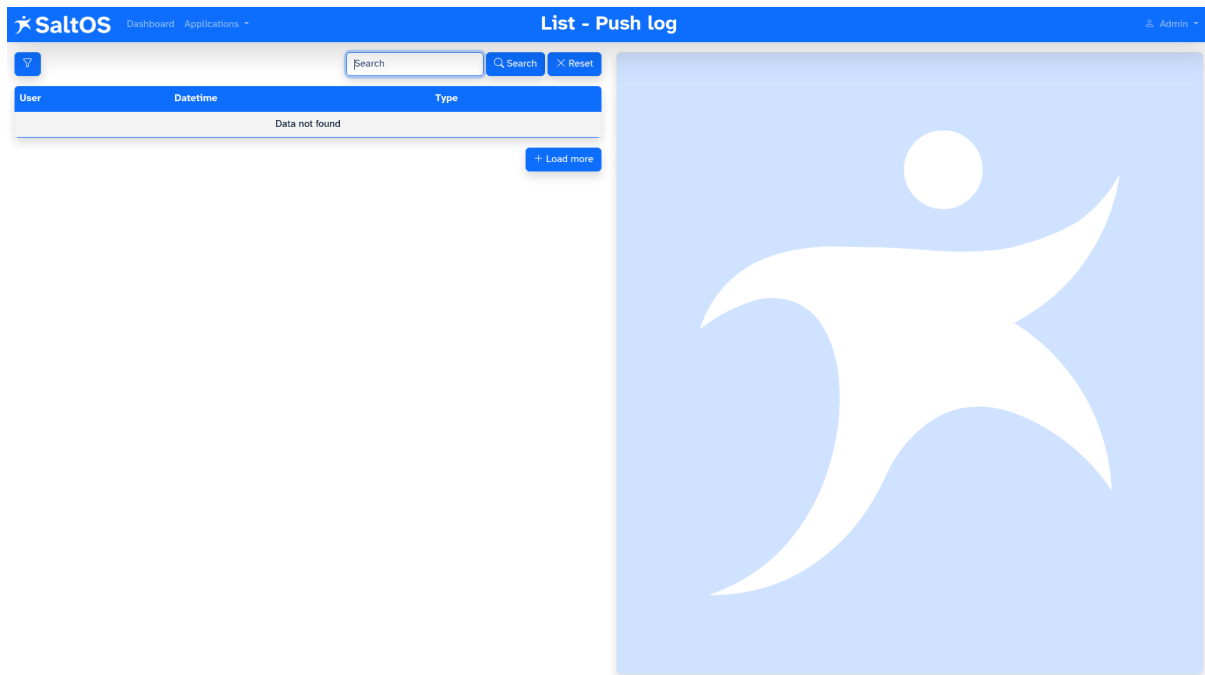 SaltOS Dashboard Applications List - Push log Admin
Search Search Reset
User Datetime Type
Data not found
Load more